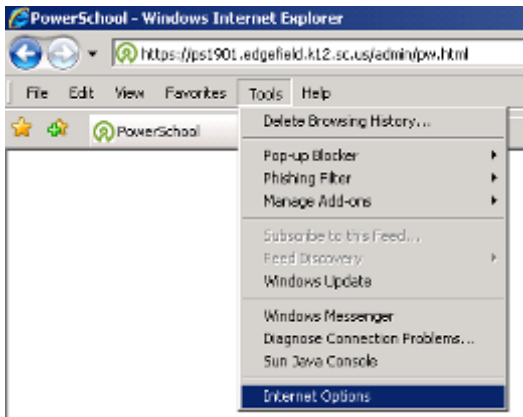 PowerSchool - Windows Internet Explorer
https://ps1901.edgefield.k12.sc.us/admin/pw.html
File Edit View Favorites Tools Help
PowerSchool
Delete Browsing History...
Pop-up Blocker
Phishing Filter
Manage Add-ons
Subscribe to this Feed...
Feed Discovery
Windows Update
Windows Messenger
Diagnose Connection Problems...
Sun Java Console
Internet Options